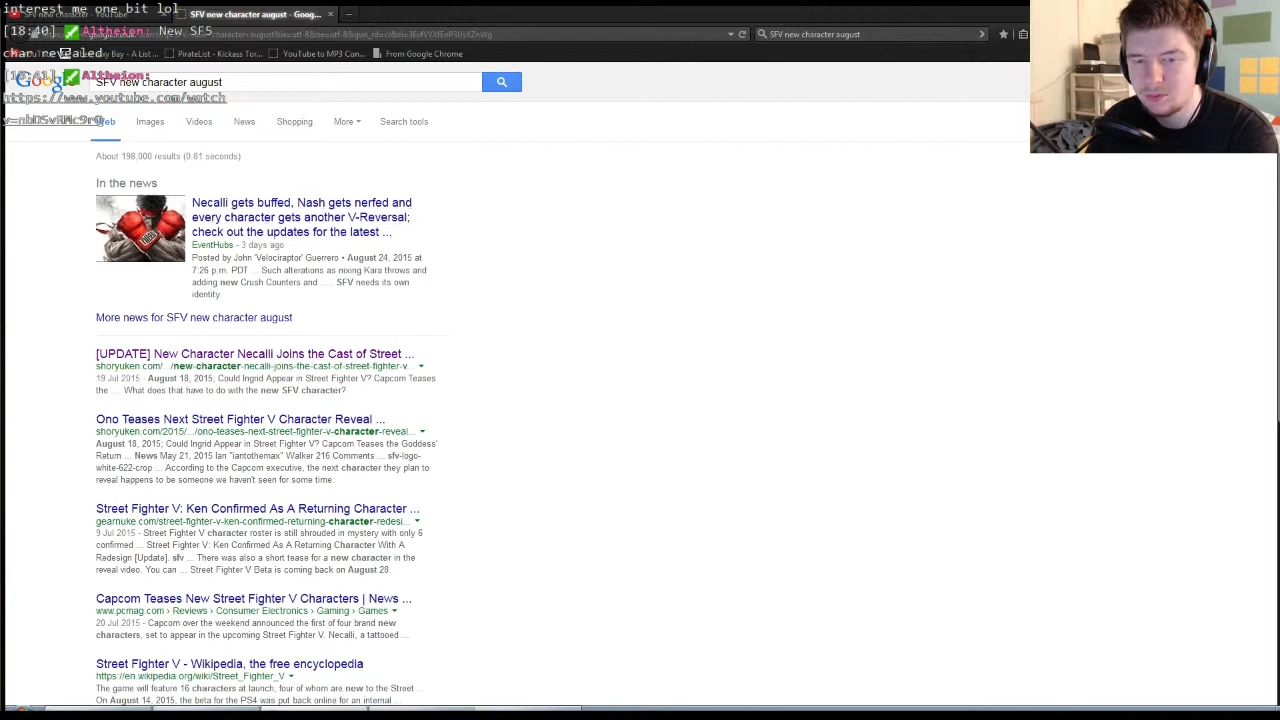 interest me one bit lol
SFV new character august - Goog...
[18:40] Altheion: New SF5
char revealed
SFV new character august
PirateList - Kickass Tor...
YouTube to MP3 Con...
From Google Chrome
[18:41] Altheion:
https://www.youtube.com/watch
SFV new character august
Web
Images
Videos
News
Shopping
More
Search tools
About 198,000 results (0.81 seconds)
In the news
Necalli gets buffed, Nash gets nerfed and
every character gets another V-Reversal;
check out the updates for the latest ...
EventHubs - 3 days ago
Posted by John 'Velociraptor' Guerrero • August 24, 2015 at
7:26 p.m. PDT ... Such alterations as nixing Kara throws and
adding new Crush Counters and ..... SFV needs its own
identity.
More news for SFV new character august
[UPDATE] New Character Necalli Joins the Cast of Street ...
shoryuken.com/.../new-character-necalli-joins-the-cast-of-street-fighter-v...
19 Jul 2015 - August 18, 2015; Could Ingrid Appear in Street Fighter V? Capcom Teases
the .... What does that have to do with the new SFV character?
Ono Teases Next Street Fighter V Character Reveal ...
shoryuken.com/2015/.../ono-teases-next-street-fighter-v-character-reveal...
August 18, 2015; Could Ingrid Appear in Street Fighter V? Capcom Teases the Goddess'
Return ... News May 21, 2015 Ian "iantothemax" Walker 216 Comments ... sfv-logo-
white-622-crop ... According to the Capcom executive, the next character they plan to
reveal happens to be someone we haven't seen for some time.
Street Fighter V: Ken Confirmed As A Returning Character ...
gearnuke.com/street-fighter-v-ken-confirmed-returning-character-redesi...
9 Jul 2015 - Street Fighter V character roster is still shrouded in mystery with only 6
confirmed ... Street Fighter V: Ken Confirmed As A Returning Character With A
Redesign [Update]. sfv ... There was also a short tease for a new character in the
reveal video. You can ... Street Fighter V Beta is coming back on August 28.
Capcom Teases New Street Fighter V Characters | News ...
www.pcmag.com › Reviews › Consumer Electronics › Gaming › Games
20 Jul 2015 - Capcom over the weekend announced the first of four brand new
characters, set to appear in the upcoming Street Fighter V. Necalli, a tattooed ...
Street Fighter V - Wikipedia, the free encyclopedia
https://en.wikipedia.org/wiki/Street_Fighter_V
The game will feature 16 characters at launch, four of whom are new to the Street ...
On August 14, 2015, the beta for the PS4 was put back online for an internal ...